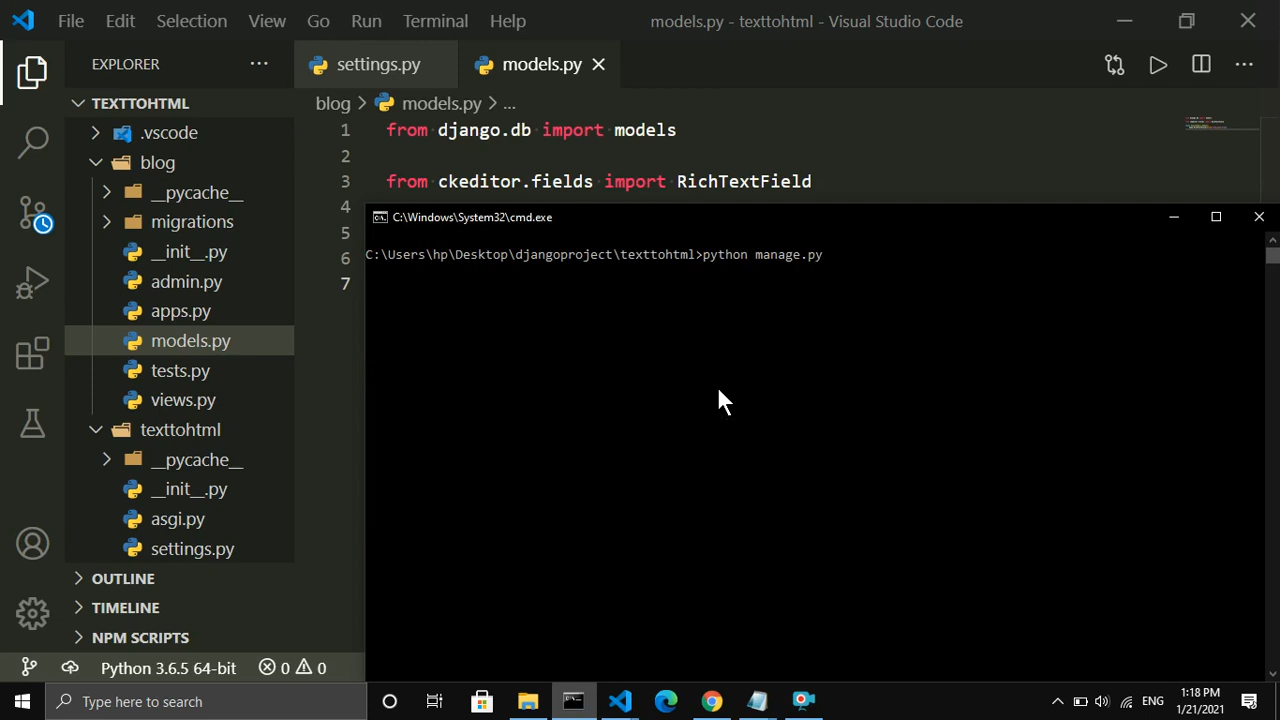 File Edit Selection View Go Run Terminal Help models.py - texttohtml - Visual Studio Code
EXPLORER
settings.py models.py
TEXTTOHTML
.vscode
blog
__pycache__
migrations
__init__.py
admin.py
apps.py
models.py
tests.py
views.py
texttohtml
__pycache__
__init__.py
asgi.py
settings.py
OUTLINE
TIMELINE
NPM SCRIPTS
blog > models.py > ...
1 from django.db import models
2
3 from ckeditor.fields import RichTextField
4
5
6
7
C:\Windows\System32\cmd.exe
C:\Users\hp\Desktop\djangoproject\texttohtml>python manage.py
Python 3.6.5 64-bit 0 0
Type here to search
ENG
1:18 PM
1/21/2021